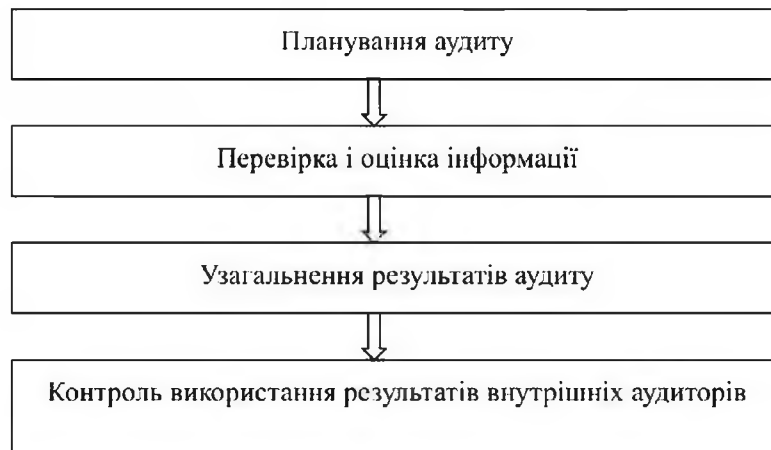 Планування аудиту
Перевірка і оцінка інформації
Узагальнення результатів аудиту
Контроль використання результатів внутрішніх аудиторів